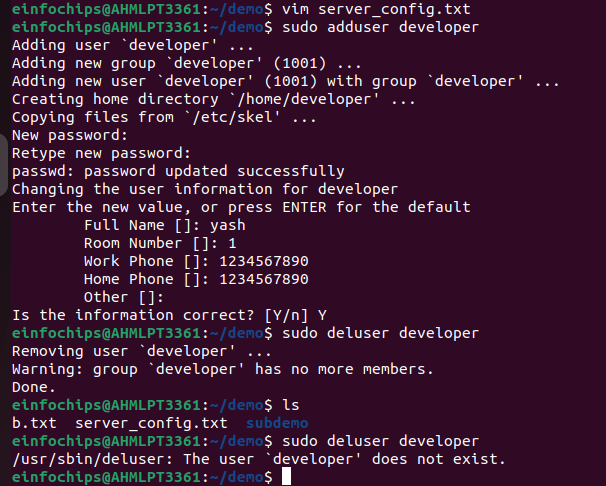 einfochips@AHMLPT3361:~/demo$ vim server_config.txt
einfochips@AHMLPT3361:~/demo$ sudo adduser developer
Adding user `developer' ...
Adding new group `developer' (1001) ...
Adding new user `developer' (1001) with group `developer' ...
Creating home directory `/home/developer' ...
Copying files from `/etc/skel' ...
New password:
Retype new password:
passwd: password updated successfully
Changing the user information for developer
Enter the new value, or press ENTER for the default
        Full Name []: yash
        Room Number []: 1
        Work Phone []: 1234567890
        Home Phone []: 1234567890
        Other []:
Is the information correct? [Y/n] Y
einfochips@AHMLPT3361:~/demo$ sudo deluser developer
Removing user `developer' ...
Warning: group `developer' has no more members.
Done.
einfochips@AHMLPT3361:~/demo$ ls
b.txt  server_config.txt  subdemo
einfochips@AHMLPT3361:~/demo$ sudo deluser developer
/usr/sbin/deluser: The user `developer' does not exist.
einfochips@AHMLPT3361:~/demo$